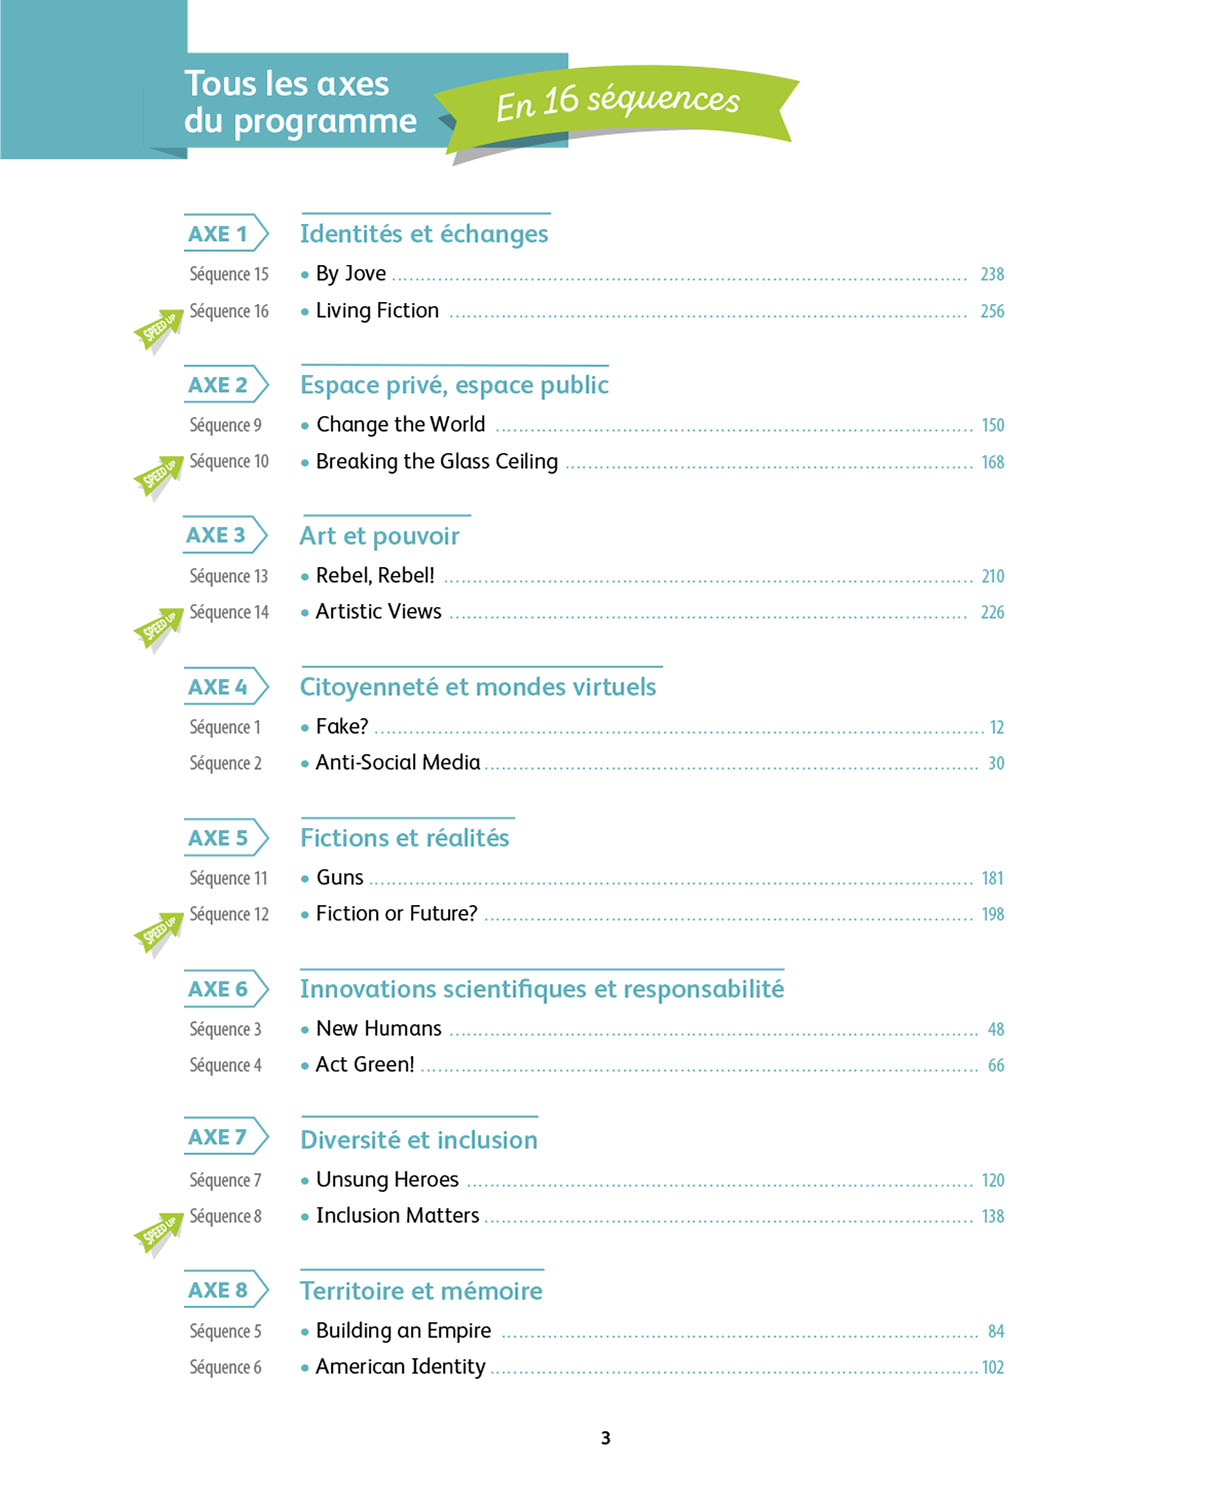 Tous les axes
du programme
En 16 séquences
AXE 1 Identités et échanges
Séquence 15 • By Jove 238
SPEED UP Séquence 16 • Living Fiction 256
AXE 2 Espace privé, espace public
Séquence 9 • Change the World 150
SPEED UP Séquence 10 • Breaking the Glass Ceiling 168
AXE 3 Art et pouvoir
Séquence 13 • Rebel, Rebel! 210
SPEED UP Séquence 14 • Artistic Views 226
AXE 4 Citoyenneté et mondes virtuels
Séquence 1 • Fake? 12
Séquence 2 • Anti-Social Media 30
AXE 5 Fictions et réalités
Séquence 11 • Guns 181
SPEED UP Séquence 12 • Fiction or Future? 198
AXE 6 Innovations scientifiques et responsabilité
Séquence 3 • New Humans 48
Séquence 4 • Act Green! 66
AXE 7 Diversité et inclusion
Séquence 7 • Unsung Heroes 120
SPEED UP Séquence 8 • Inclusion Matters 138
AXE 8 Territoire et mémoire
Séquence 5 • Building an Empire 84
Séquence 6 • American Identity 102
3